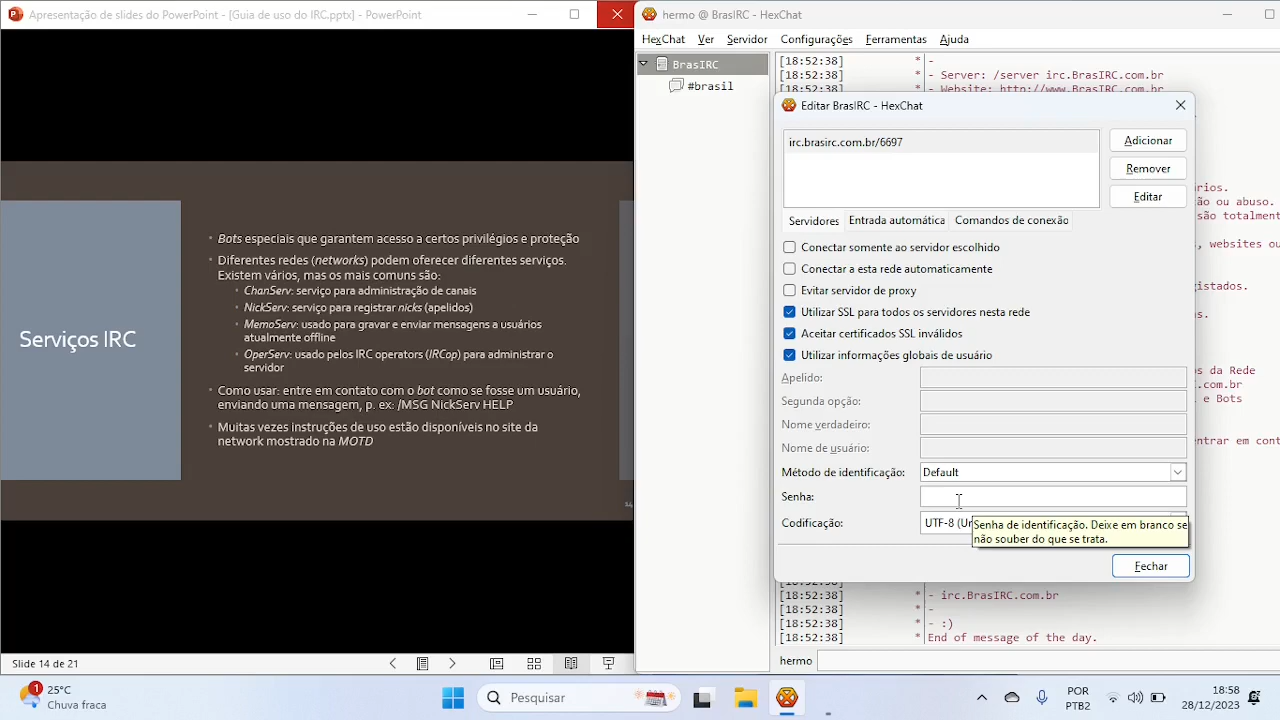 Apresentação de slides do PowerPoint - [Guia de uso do IRC.pptx] - PowerPoint
Serviços IRC
• Bots especiais que garantem acesso a certos privilégios e proteção
• Diferentes redes (networks) podem oferecer diferentes serviços.
Existem vários, mas os mais comuns são:
• ChanServ: serviço para administração de canais
• NickServ: serviço para registrar nicks (apelidos)
• MemoServ: usado para gravar e enviar mensagens a usuários
atualmente offline
• OperServ: usado pelos IRC operators (IRCop) para administrar o
servidor
• Como usar: entre em contato com o bot como se fosse um usuário,
enviando uma mensagem, p. ex: /MSG NickServ HELP
• Muitas vezes instruções de uso estão disponíveis no site da
network mostrado na MOTD
Slide 14 de 21
hermo @ BrasIRC - HexChat
HexChat Ver Servidor Configurações Ferramentas Ajuda
BrasIRC
#brasil
[18:52:38] * -
[18:52:38] * - Server: /server irc.BrasIRC.com.br
[18:52:38] * - Website: http://www.BrasIRC.com.br
Editar BrasIRC - HexChat
irc.brasirc.com.br/6697
Adicionar
Remover
Editar
Servidores Entrada automática Comandos de conexão
Conectar somente ao servidor escolhido
Conectar a esta rede automaticamente
Evitar servidor de proxy
Utilizar SSL para todos os servidores nesta rede
Aceitar certificados SSL inválidos
Utilizar informações globais de usuário
Apelido:
Segunda opção:
Nome verdadeiro:
Nome de usuário:
Método de identificação: Default
Senha:
Codificação: UTF-8 (Un
Senha de identificação. Deixe em branco se
não souber do que se trata.
Fechar
ários.
ão ou abuso.
são totalment
, websites ou
istados.
s.
os da Rede
com.br
e Bots
entrar em cont
[18:52:38] * - irc.BrasIRC.com.br
[18:52:38] * -
[18:52:38] * - :)
[18:52:38] * End of message of the day.
hermo
1
25°C
Chuva fraca
Pesquisar
POR
PTB2
18:58
28/12/2023